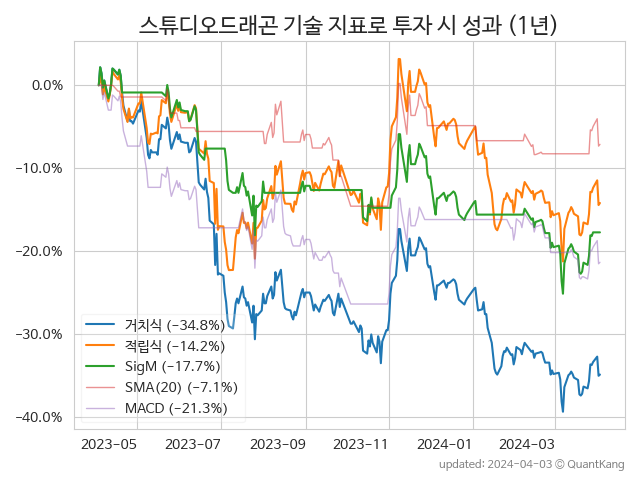 스튜디오드래곤 기술 지표로 투자 시 성과 (1년)
0.0%
−10.0%
−20.0%
−30.0%
−40.0%
거치식 (−34.8%)
적립식 (−14.2%)
SigM (−17.7%)
SMA(20) (−7.1%)
MACD (−21.3%)
2023−05 2023−07 2023−09 2023−11 2024−01 2024−03
updated: 2024−04−03 ⓒ QuantKang